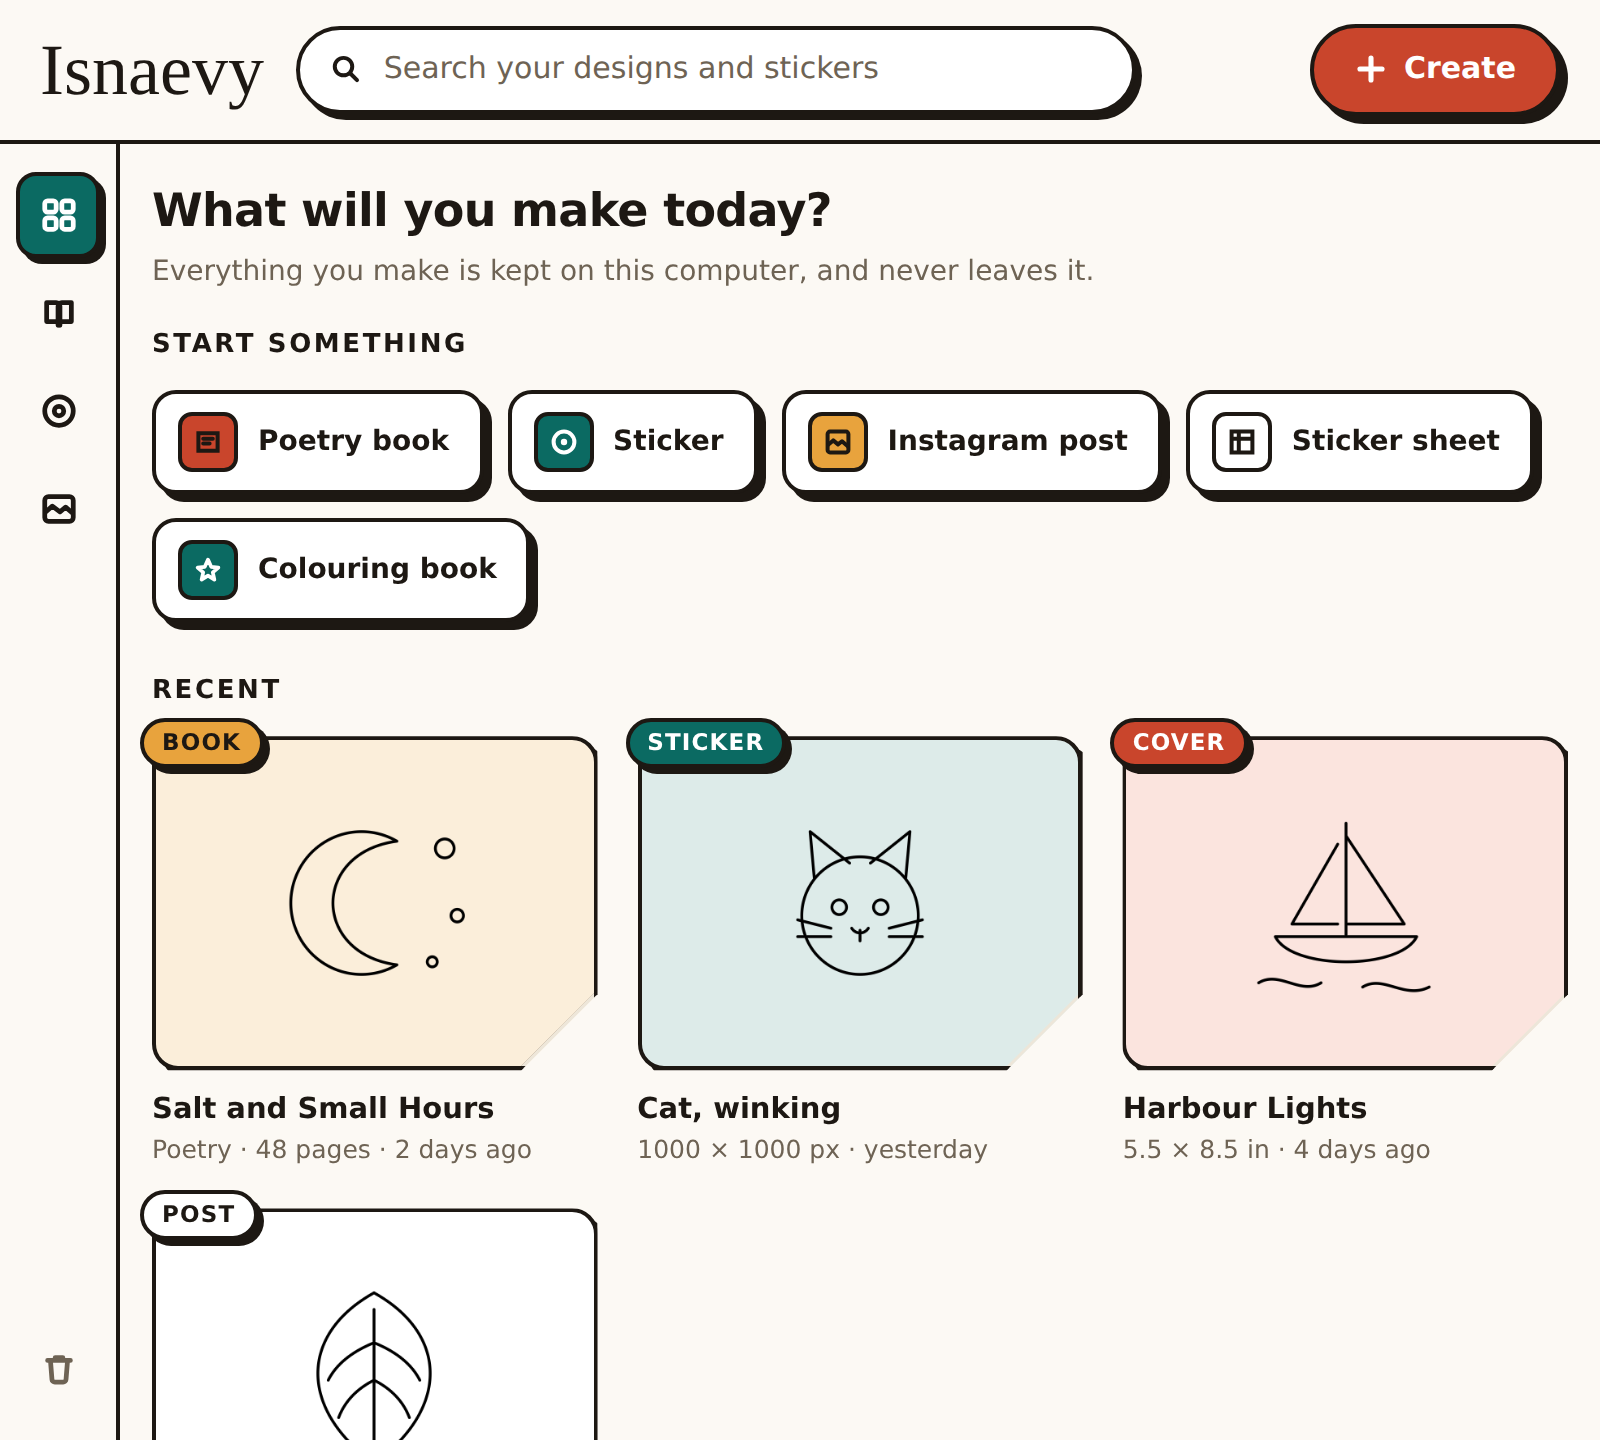 Isnaevy
Search your designs and stickers
Create
What will you make today?
Everything you make is kept on this computer, and never leaves it.
START SOMETHING
Poetry book
Sticker
Instagram post
Sticker sheet
Colouring book
RECENT
BOOK
STICKER
COVER
Salt and Small Hours
Poetry · 48 pages · 2 days ago
Cat, winking
1000 × 1000 px · yesterday
Harbour Lights
5.5 × 8.5 in · 4 days ago
POST